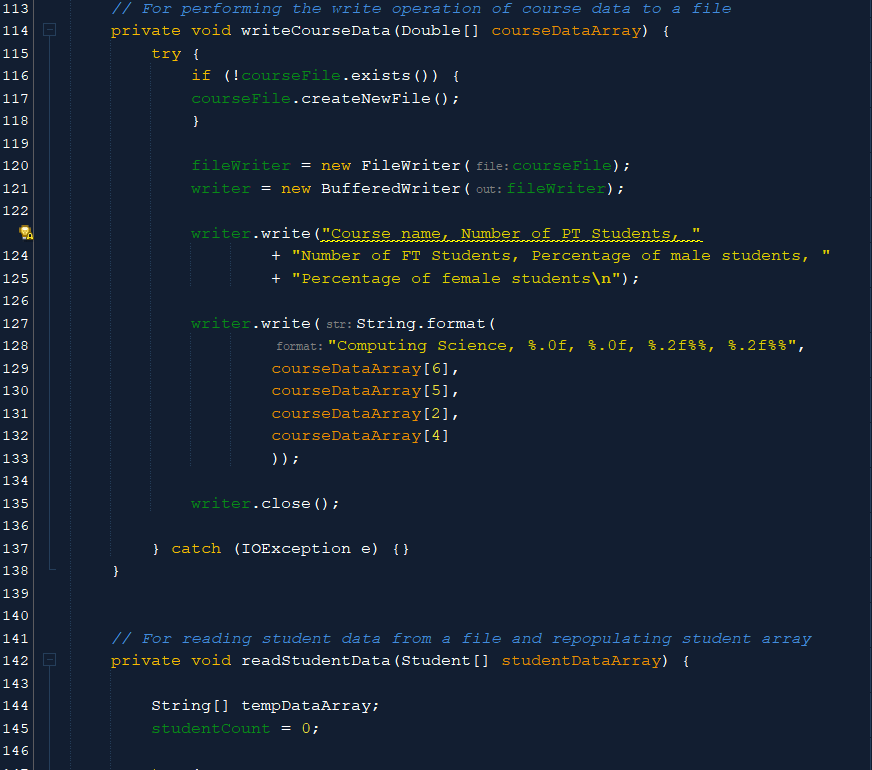 113 // For performing the write operation of course data to a file
114 private void writeCourseData(Double[] courseDataArray) {
115 try {
116 if (!courseFile.exists()) {
117 courseFile.createNewFile();
118 }
119
120 fileWriter = new FileWriter( file: courseFile);
121 writer = new BufferedWriter( out: fileWriter);
122
writer.write("Course name, Number of PT Students, "
124 + "Number of FT Students, Percentage of male students, "
125 + "Percentage of female students\n");
126
127 writer.write( str: String.format(
128 format: "Computing Science, %.0f, %.0f, %.2f%%, %.2f%%",
129 courseDataArray[6],
130 courseDataArray[5],
131 courseDataArray[2],
132 courseDataArray[4]
133 ));
134
135 writer.close();
136
137 } catch (IOException e) {}
138 }
139
140
141 // For reading student data from a file and repopulating student array
142 private void readStudentData(Student[] studentDataArray) {
143
144 String[] tempDataArray;
145 studentCount = 0;
146